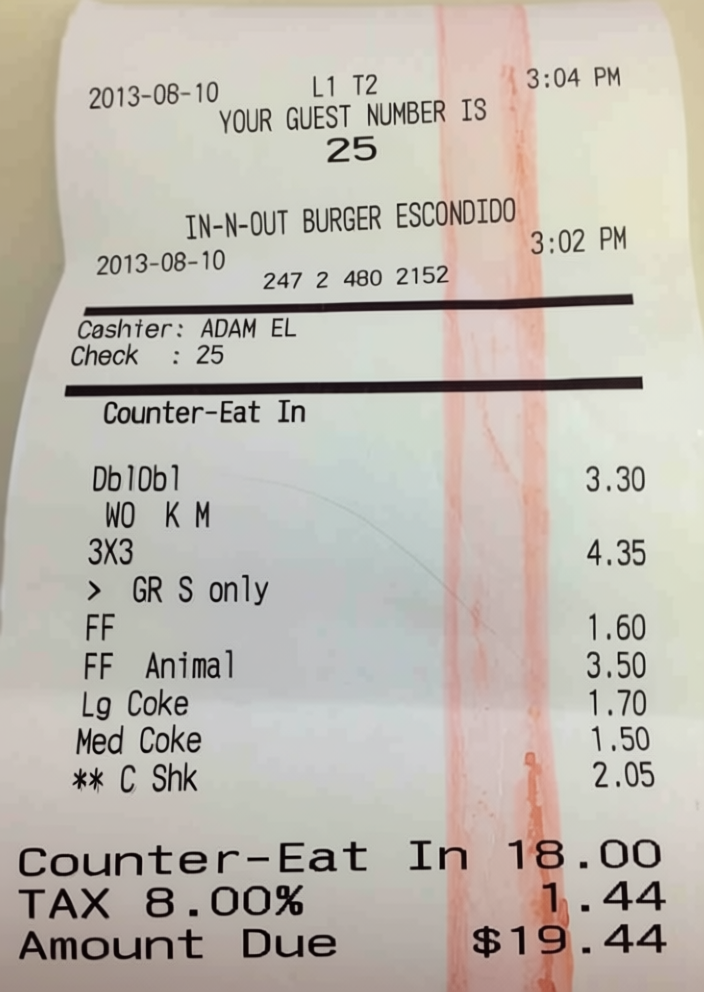 2013-08-10 L1 T2 3:04 PM
YOUR GUEST NUMBER IS
25
IN-N-OUT BURGER ESCONDIDO
2013-08-10 3:02 PM
247 2 480 2152
Cashier: ADAM EL
Check : 25
Counter-Eat In
DblDbl 3.30
WO K M
3X3 4.35
> GR S only
FF 1.60
FF Animal 3.50
Lg Coke 1.70
Med Coke 1.50
** C Shk 2.05
Counter-Eat In 18.00
TAX 8.00% 1.44
Amount Due $19.44